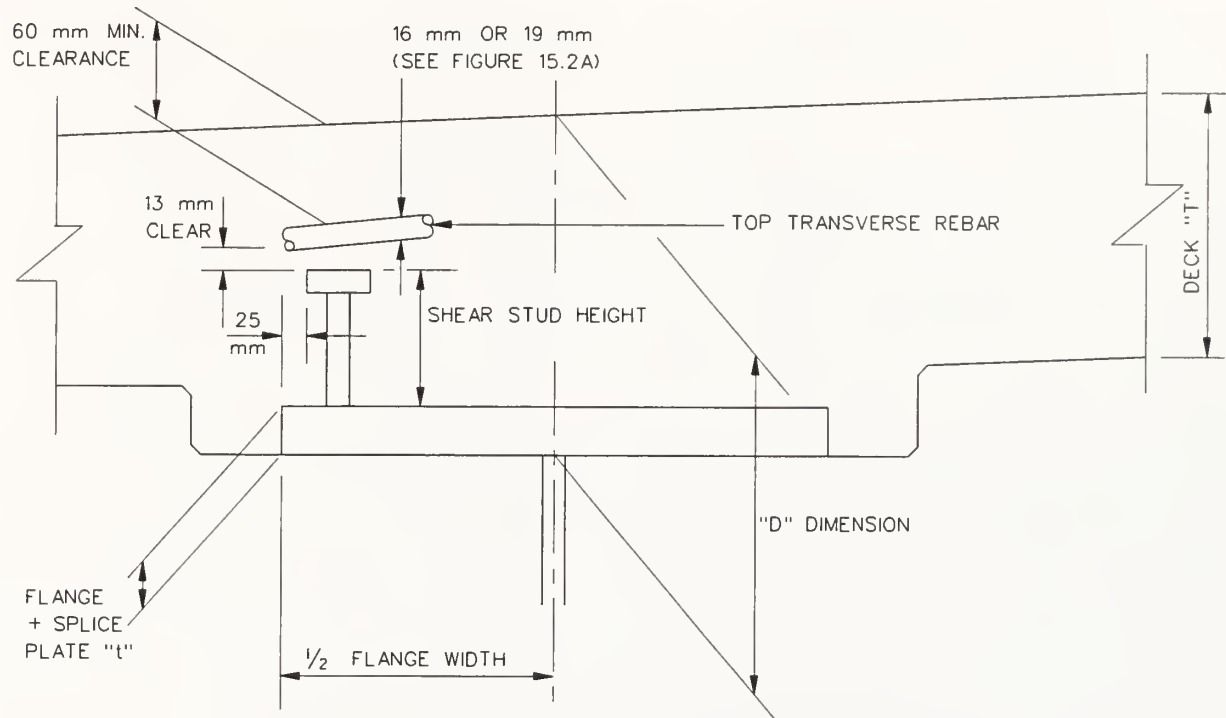 60 mm MIN.
CLEARANCE
16 mm OR 19 mm
(SEE FIGURE 15.2A)
13 mm
CLEAR
TOP TRANSVERSE REBAR
DECK "T"
25
mm
SHEAR STUD HEIGHT
"D" DIMENSION
FLANGE
+ SPLICE
PLATE "t"
1/2 FLANGE WIDTH